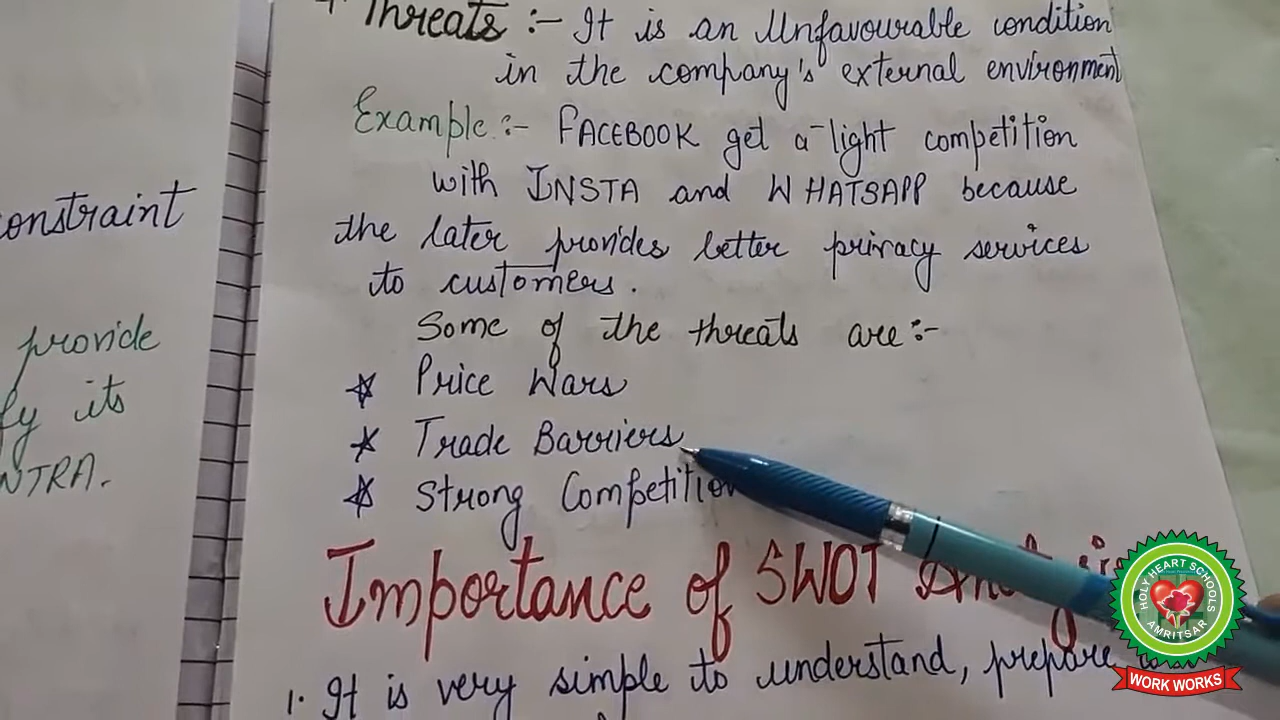 onstraint
provide
fy its
NTRA.
Threats :- It is an Unfavourable condition
in the company's external environment
Example :- FACEBOOK get a-light competition
with INSTA and WHATSAPP because
the later provides better privacy services
to customers.
Some of the threats are :-
☆ Price Wars
☆ Trade Barriers
☆ Strong Competition
Importance of SWOT
1. It is very simple to understand, prepare
HOLY HEART SCHOOLS
AMRITSAR
WORK WORKS